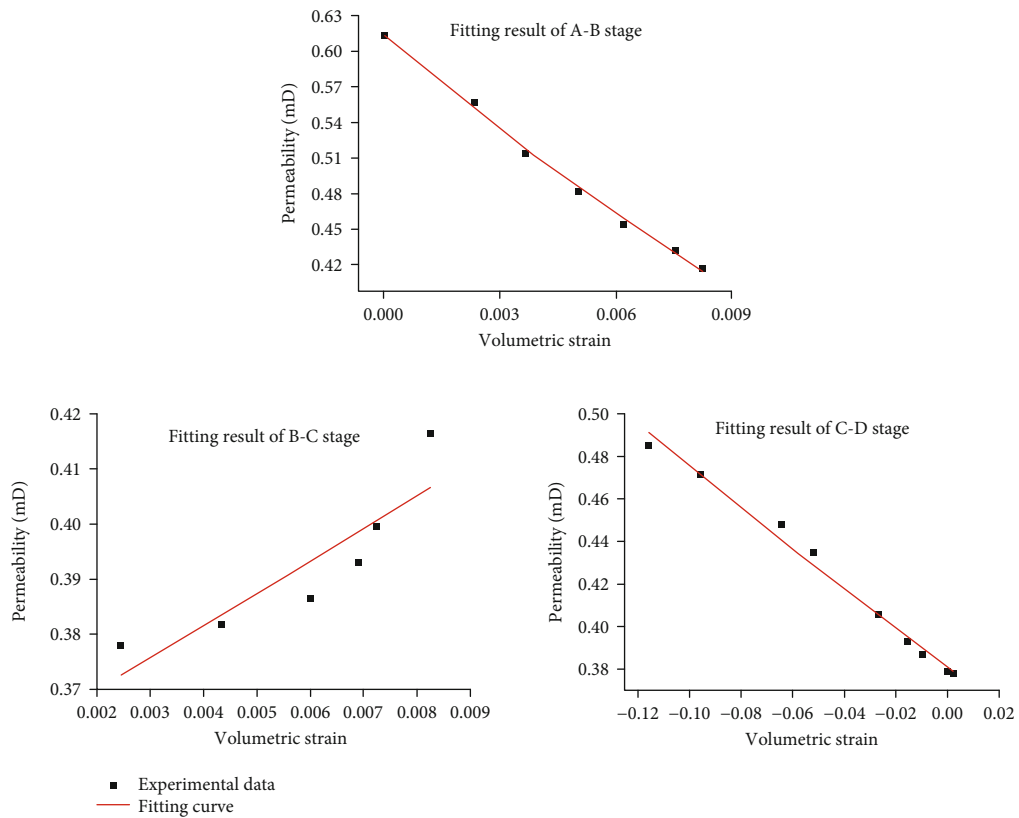 Fitting result of A-B stage
Permeability (mD)
0.63
0.60
0.57
0.54
0.51
0.48
0.45
0.42
0.000 0.003 0.006 0.009
Volumetric strain
Fitting result of B-C stage
Permeability (mD)
0.42
0.41
0.40
0.39
0.38
0.37
0.002 0.003 0.004 0.005 0.006 0.007 0.008 0.009
Volumetric strain
Fitting result of C-D stage
Permeability (mD)
0.50
0.48
0.46
0.44
0.42
0.40
0.38
−0.12 −0.10 −0.08 −0.06 −0.04 −0.02 0.00 0.02
Volumetric strain
Experimental data
Fitting curve